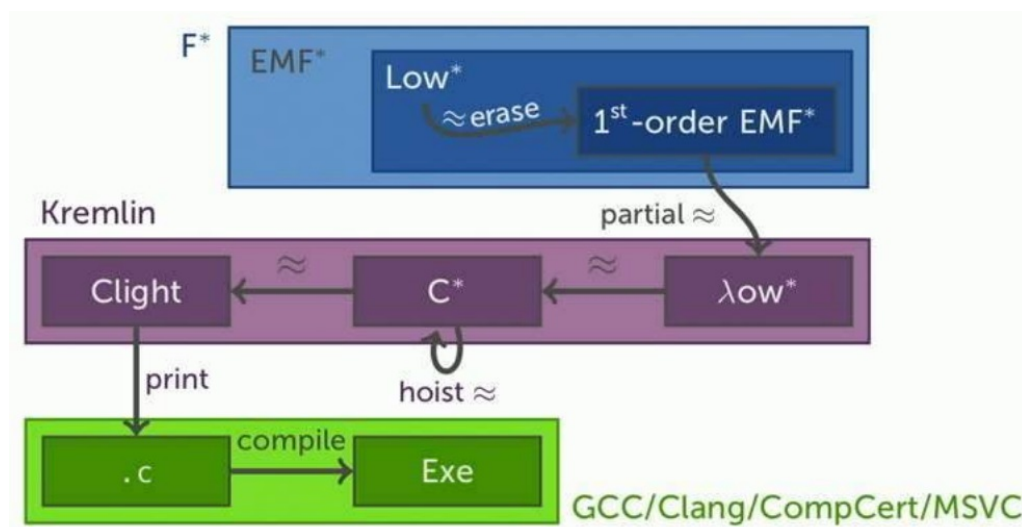 F*
EMF*
Low*
≈erase
1st-order EMF*
partial ≈
Kremlin
Clight
≈
C*
≈
λow*
print
hoist ≈
.c
compile
Exe
GCC/Clang/CompCert/MSVC